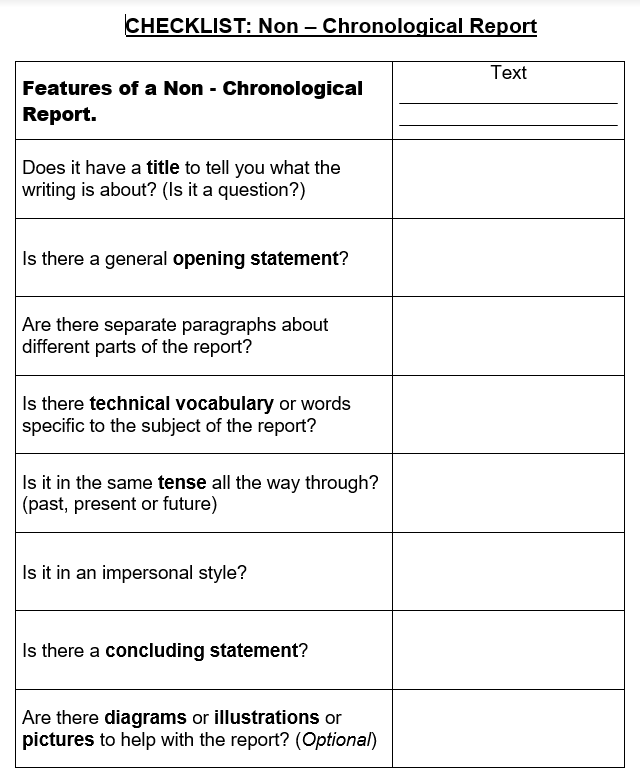 CHECKLIST: Non – Chronological Report
Features of a Non - Chronological
Report.
Text
Does it have a title to tell you what the
writing is about? (Is it a question?)
Is there a general opening statement?
Are there separate paragraphs about
different parts of the report?
Is there technical vocabulary or words
specific to the subject of the report?
Is it in the same tense all the way through?
(past, present or future)
Is it in an impersonal style?
Is there a concluding statement?
Are there diagrams or illustrations or
pictures to help with the report? (Optional)